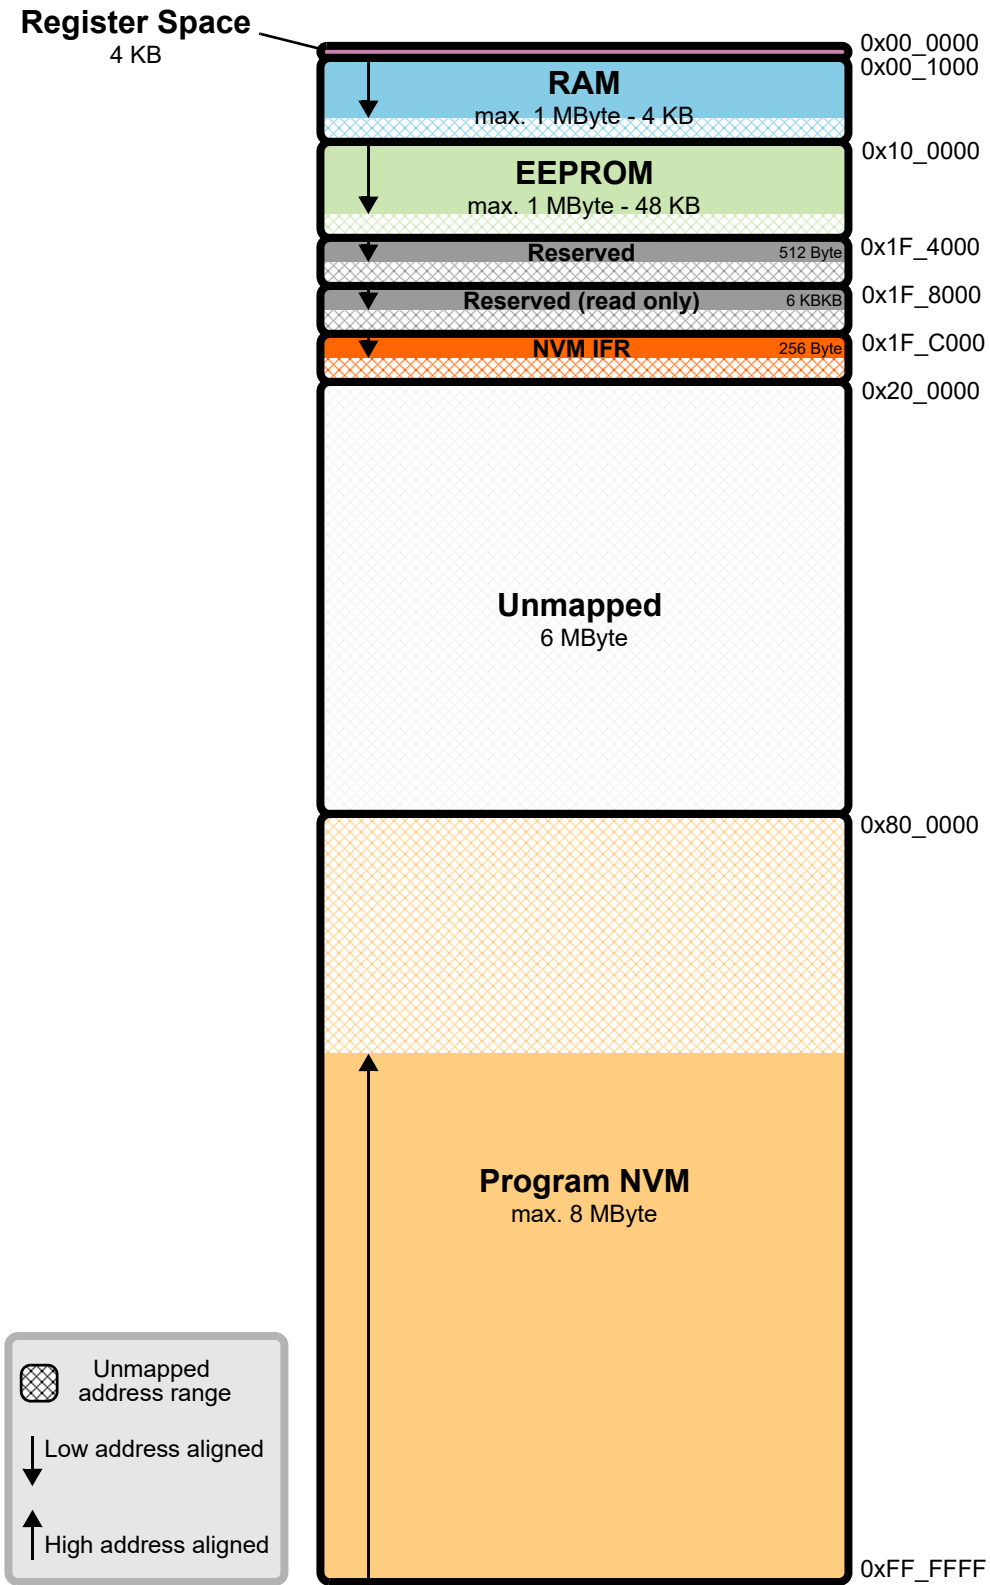 Register Space
4 KB
0x00_0000
0x00_1000
RAM
max. 1 MByte - 4 KB
0x10_0000
EEPROM
max. 1 MByte - 48 KB
0x1F_4000
Reserved
512 Byte
0x1F_8000
Reserved (read only)
6 KBKB
0x1F_C000
NVM IFR
256 Byte
0x20_0000
Unmapped
6 MByte
0x80_0000
Program NVM
max. 8 MByte
Unmapped
address range
Low address aligned
High address aligned
0xFF_FFFF